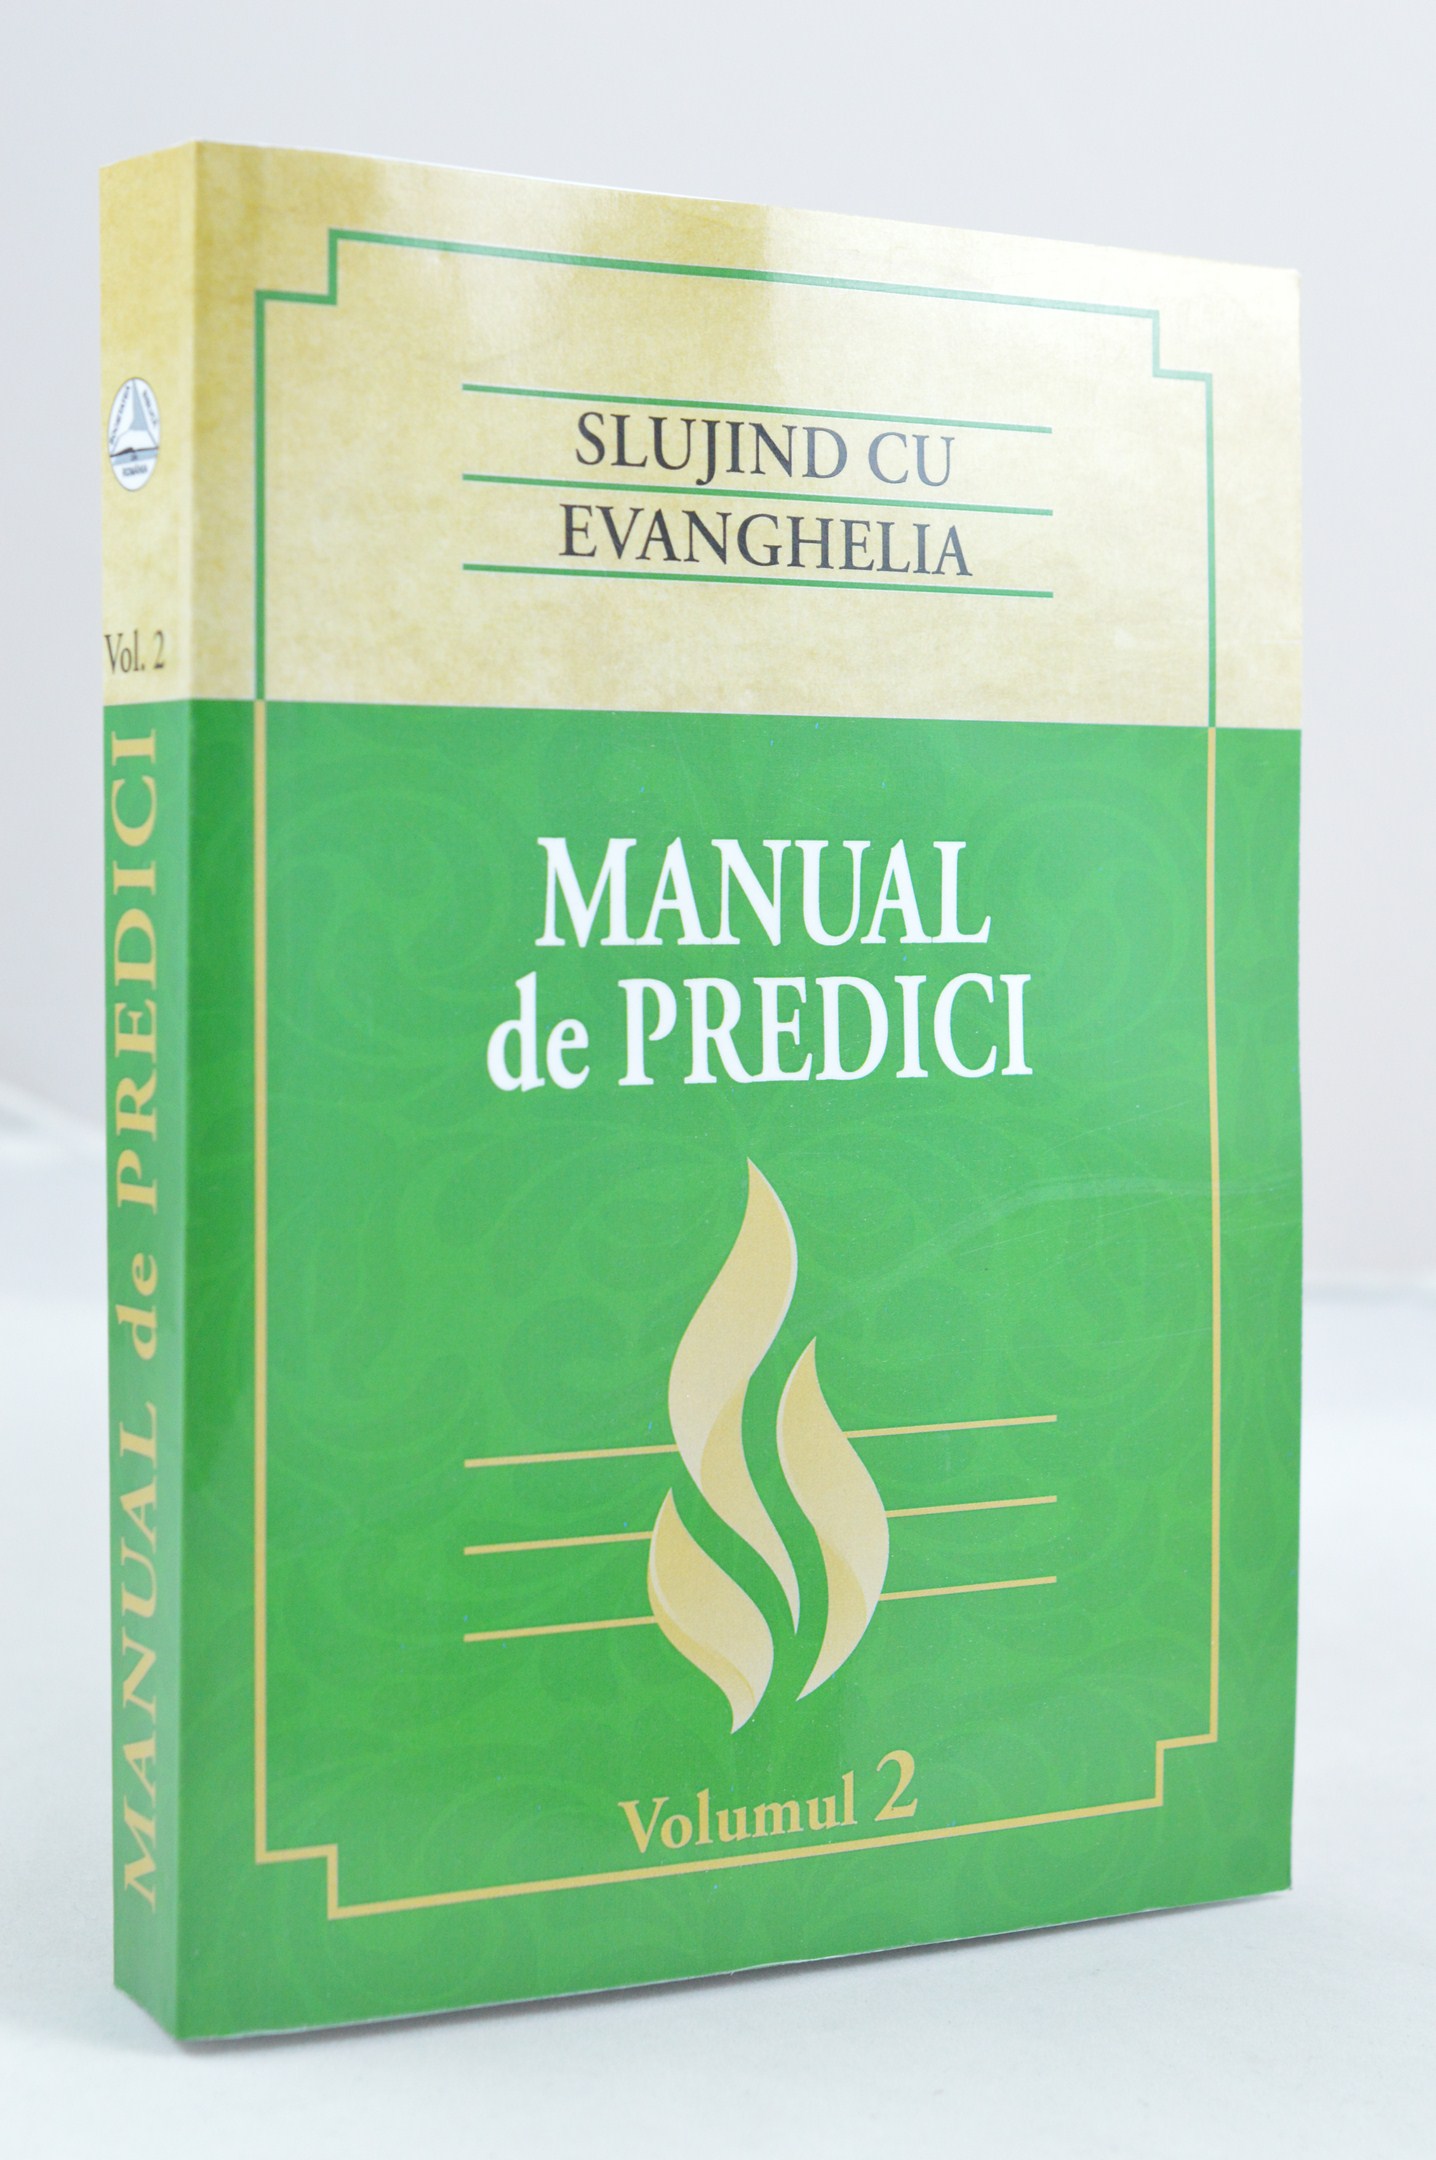 SLUJIND CU
EVANGHELIA
MANUAL
de PREDICI
Volumul 2
Vol. 2
MANUAL de PREDICI